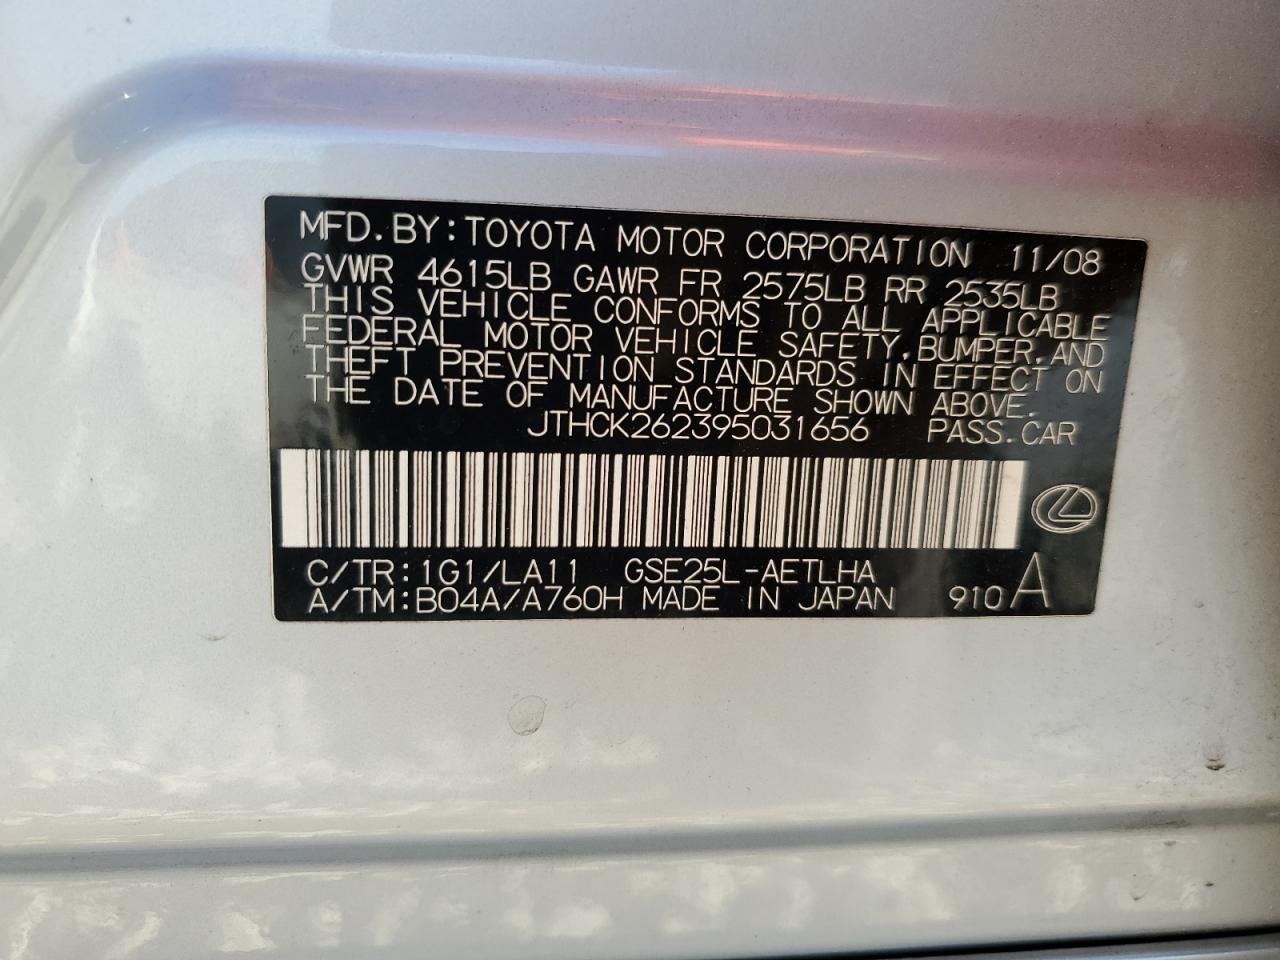 MFD.BY:TOYOTA MOTOR CORPORATION 11/08
GVWR 4615LB GAWR FR 2575LB RR 2535LB
THIS VEHICLE CONFORMS TO ALL APPLICABLE
FEDERAL MOTOR VEHICLE SAFETY,BUMPER,AND
THEFT PREVENTION STANDARDS IN EFFECT ON
THE DATE OF MANUFACTURE SHOWN ABOVE.
JTHCK262395031656 PASS.CAR
C/TR:1G1/LA11 GSE25L-AETLHA
A/TM:B04A/A760H MADE IN JAPAN 910 A